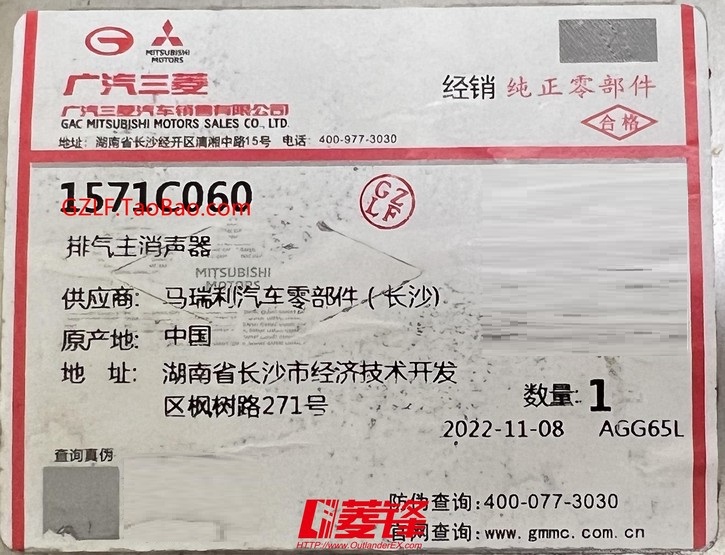 MITSUBISHI
MOTORS
广汽三菱
经销 纯正零部件
合格
广汽三菱汽车销售有限公司
GAC MITSUBISHI MOTORS SALES CO., LTD.
地址: 湖南省长沙经开区漓湘中路15号 电话: 400-977-3030
1571C060
GZLF.TaoBao.com
GZ
LF
排气主消声器
MITSUBISHI
MOTORS
供应商: 马瑞利汽车零部件(长沙)
原产地: 中国
地 址: 湖南省长沙市经济技术开发
区枫树路271号
数量: 1
2022-11-08 AGG65L
查询真伪
菱锋
HTTP://www.OutlanderEX.com
防伪查询:400-077-3030
官网查询:www.gmmc.com.cn